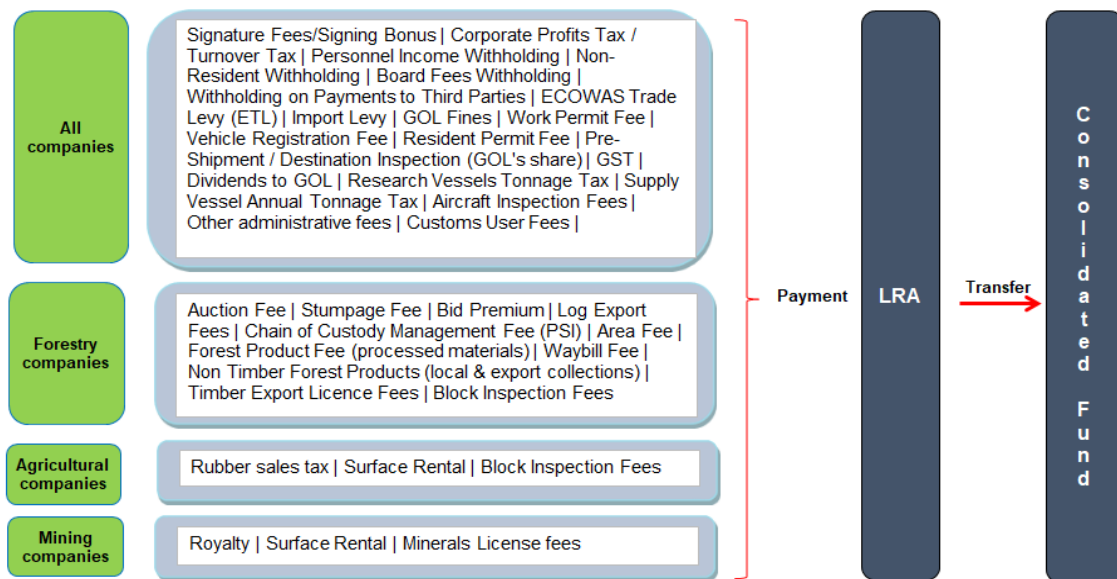 All
companies
Signature Fees/Signing Bonus | Corporate Profits Tax /
Turnover Tax | Personnel Income Withholding | Non-
Resident Withholding | Board Fees Withholding |
Withholding on Payments to Third Parties | ECOWAS Trade
Levy (ETL) | Import Levy | GOL Fines | Work Permit Fee |
Vehicle Registration Fee | Resident Permit Fee | Pre-
Shipment / Destination Inspection (GOL's share) | GST |
Dividends to GOL | Research Vessels Tonnage Tax | Supply
Vessel Annual Tonnage Tax | Aircraft Inspection Fees |
Other administrative fees | Customs User Fees |
Forestry
companies
Auction Fee | Stumpage Fee | Bid Premium | Log Export
Fees | Chain of Custody Management Fee (PSI) | Area Fee |
Forest Product Fee (processed materials) | Waybill Fee |
Non Timber Forest Products (local & export collections) |
Timber Export Licence Fees | Block Inspection Fees
Agricultural
companies
Rubber sales tax | Surface Rental | Block Inspection Fees
Mining
companies
Royalty | Surface Rental | Minerals License fees
Payment
LRA
Transfer
Consolidated Fund